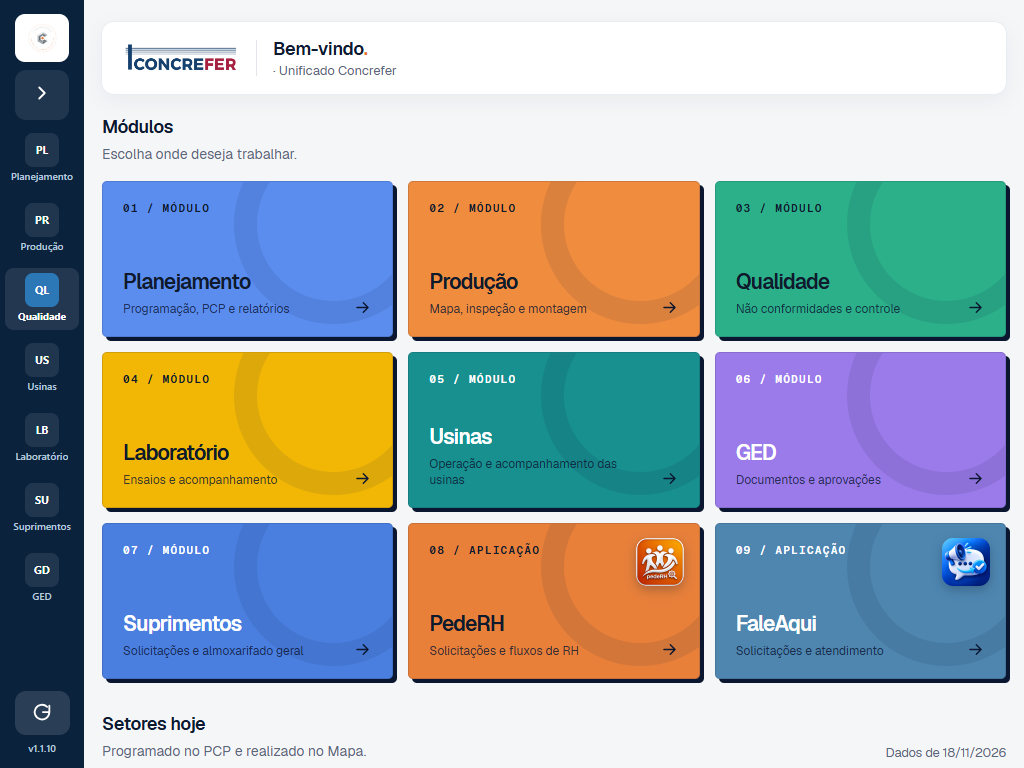 CONCREFER
Bem-vindo.
· Unificado Concrefer
PL
Planejamento
PR
Produção
QL
Qualidade
US
Usinas
LB
Laboratório
SU
Suprimentos
GD
GED
v1.1.10
Módulos
Escolha onde deseja trabalhar.
01 / MÓDULO
Planejamento
Programação, PCP e relatórios
02 / MÓDULO
Produção
Mapa, inspeção e montagem
03 / MÓDULO
Qualidade
Não conformidades e controle
04 / MÓDULO
Laboratório
Ensaios e acompanhamento
05 / MÓDULO
Usinas
Operação e acompanhamento das
usinas
06 / MÓDULO
GED
Documentos e aprovações
07 / MÓDULO
Suprimentos
Solicitações e almoxarifado geral
08 / APLICAÇÃO
pedeRH
PedeRH
Solicitações e fluxos de RH
09 / APLICAÇÃO
FaleAqui
Solicitações e atendimento
Setores hoje
Programado no PCP e realizado no Mapa.
Dados de 18/11/2026